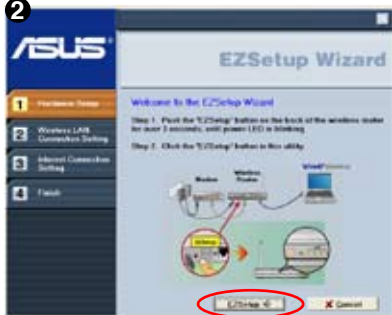 2
ASUS
EZSetup Wizard
1 Hardware Setup
2 Wireless LAN
Connection Setting
3 Internet Connection
Setting
4 Finish
Welcome to the EZSetup Wizard
Step 1. Push the "EZSetup" button on the back of the wireless router
for over 3 seconds, until power LED is blinking.
Step 2. Click the "EZSetup" button in this utility.
Modem
Wireless
Router
EZSetup
Cancel